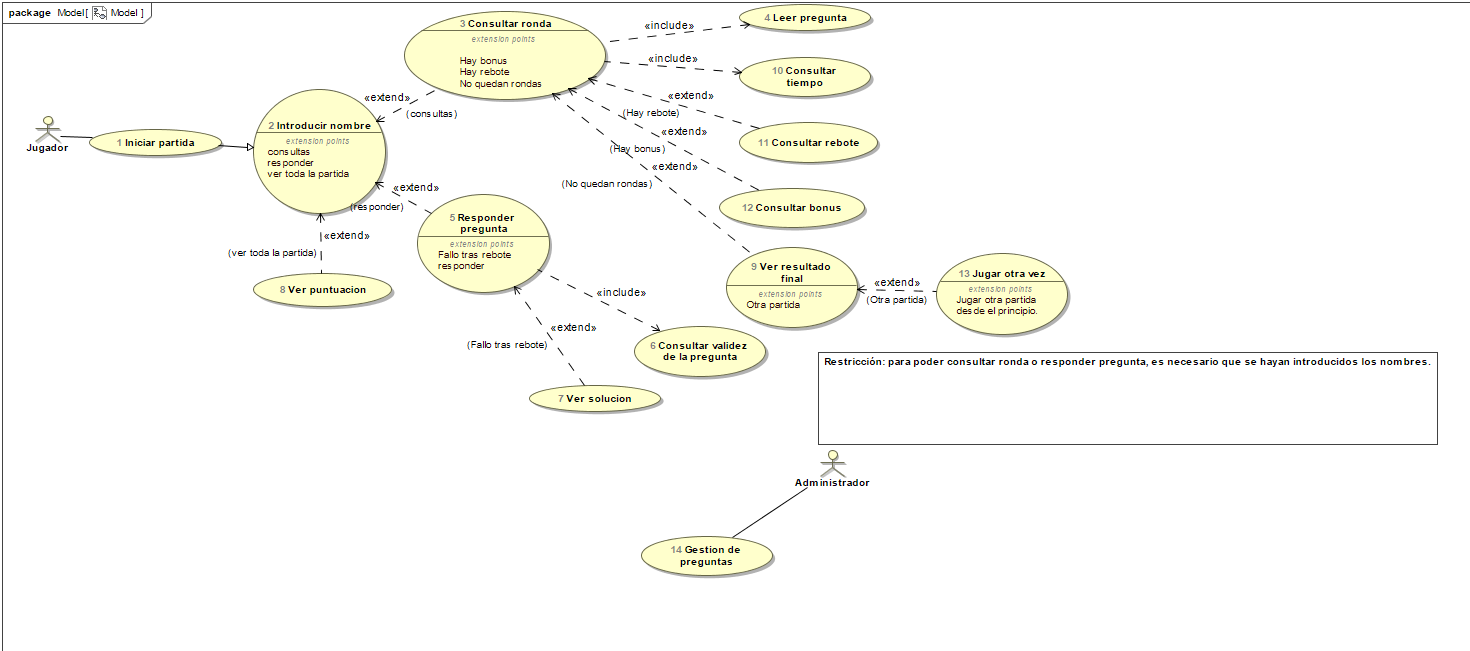 package Model[ Model ]
3 Consultar ronda
extension points
Hay bonus
Hay rebote
No quedan rondas
«include»
4 Leer pregunta
«include»
10 Consultar
tiempo
«extend»
(consultas)
«extend»
(Hay rebote)
11 Consultar rebote
«extend»
(Hay bonus)
12 Consultar bonus
«extend»
(No quedan rondas)
Jugador
1 Iniciar partida
2 Introducir nombre
extension points
consultas
responder
ver toda la partida
«extend»
(responder)
5 Responder
pregunta
extension points
Fallo tras rebote
responder
«extend»
(ver toda la partida)
8 Ver puntuacion
9 Ver resultado
final
extension points
Otra partida
«extend»
(Otra partida)
13 Jugar otra vez
extension points
Jugar otra partida
desde el principio.
«include»
6 Consultar validez
de la pregunta
«extend»
(Fallo tras rebote)
7 Ver solucion
Restricción: para poder consultar ronda o responder pregunta, es necesario que se hayan introducidos los nombres.
Administrador
14 Gestion de
preguntas